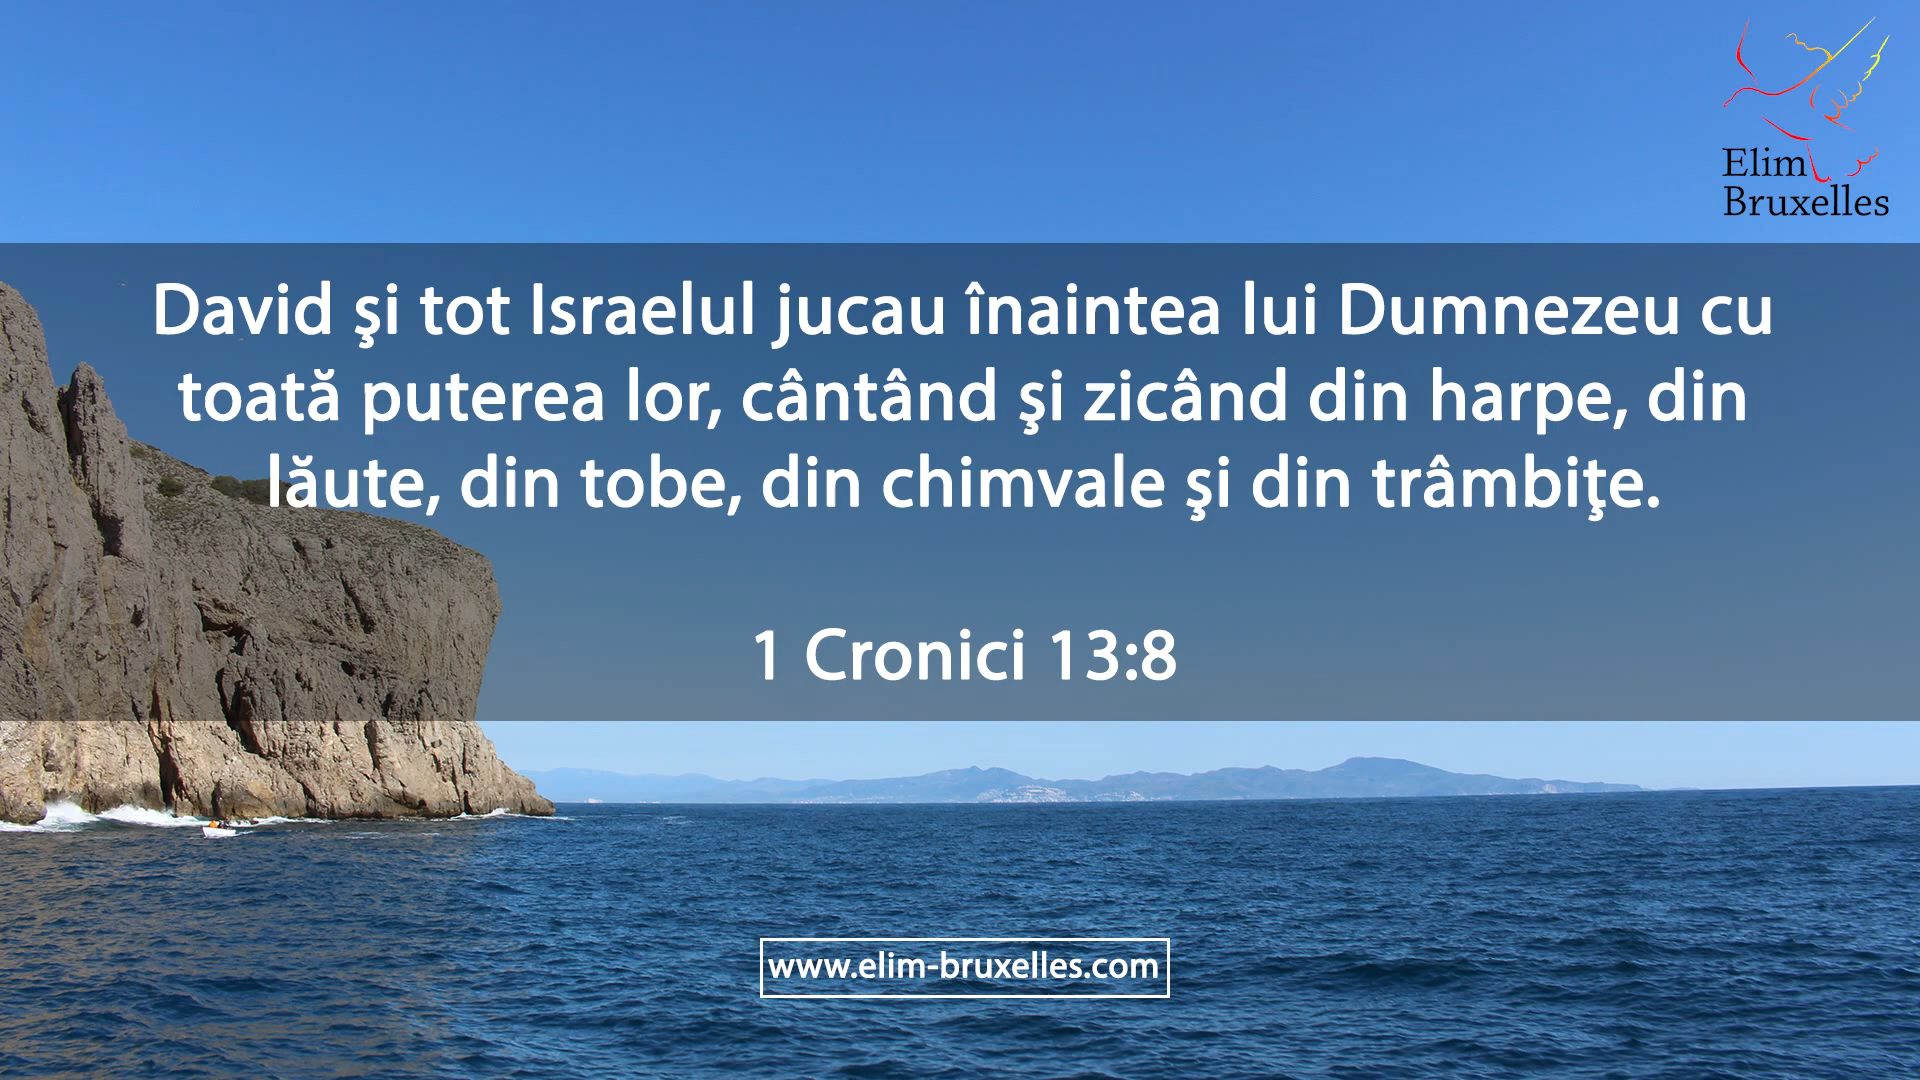 Elim
Bruxelles
David şi tot Israelul jucau înaintea lui Dumnezeu cu
toată puterea lor, cântând şi zicând din harpe, din
lăute, din tobe, din chimvale şi din trâmbiţe.
1 Cronici 13:8
www.elim-bruxelles.com